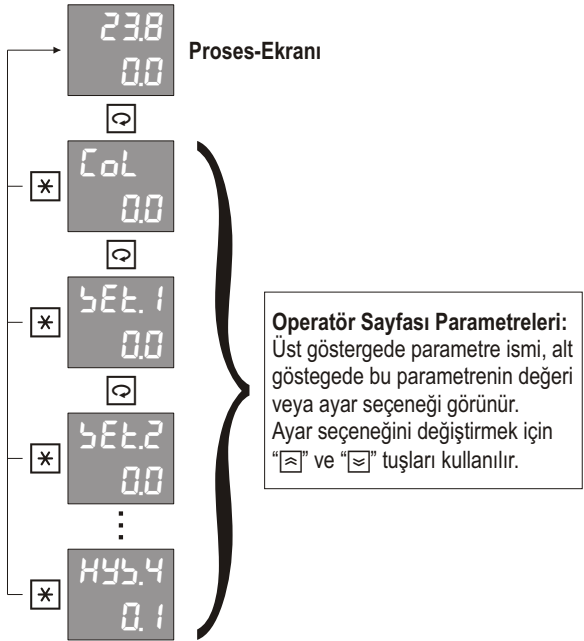 23.8
0.0
Proses-Ekranı
CoL
0.0
SEt.1
0.0
SEt.2
0.0
HYS.4
0.1
Operatör Sayfası Parametreleri:
Üst göstergede parametre ismi, alt
göstegede bu parametrenin değeri
veya ayar seçeneği görünür.
Ayar seçeneğini değiştirmek için
“” ve “” tuşları kullanılır.